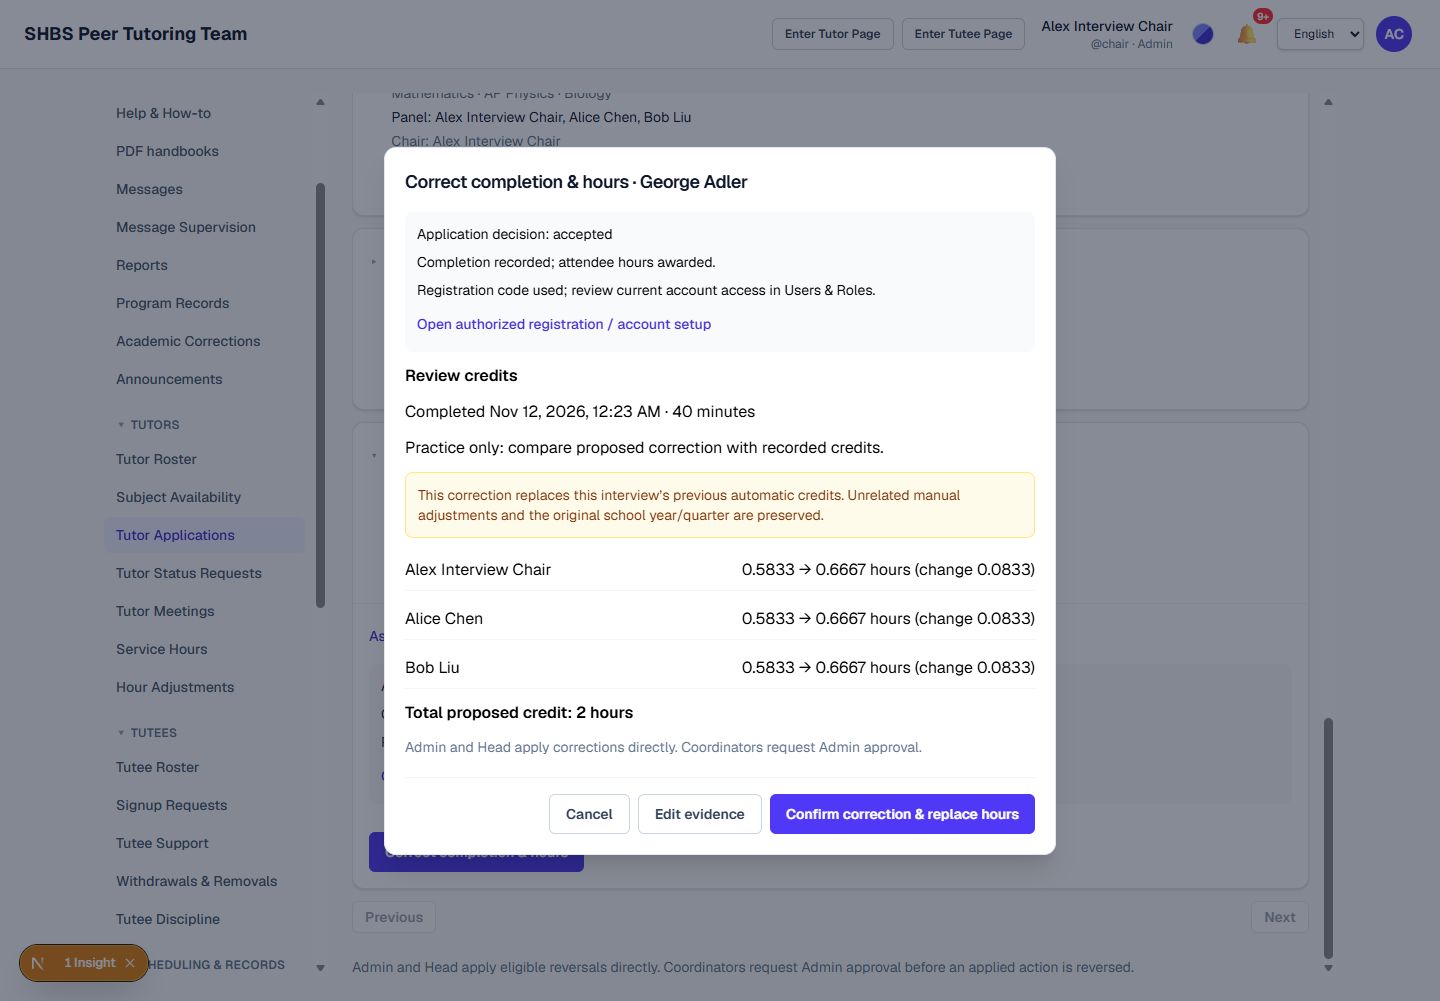 SHBS Peer Tutoring Team
Enter Tutor Page
Enter Tutee Page
Alex Interview Chair
@chair · Admin
9+
English
AC
Help & How-to
PDF handbooks
Messages
Message Supervision
Reports
Program Records
Academic Corrections
Announcements
TUTORS
Tutor Roster
Subject Availability
Tutor Applications
Tutor Status Requests
Tutor Meetings
Service Hours
Hour Adjustments
TUTEES
Tutee Roster
Signup Requests
Tutee Support
Withdrawals & Removals
Tutee Discipline
HEDULING & RECORDS
1 Insight
Mathematics · AP Physics · Biology
Panel: Alex Interview Chair, Alice Chen, Bob Liu
Chair: Alex Interview Chair
Correct completion & hours · George Adler
Application decision: accepted
Completion recorded; attendee hours awarded.
Registration code used; review current account access in Users & Roles.
Open authorized registration / account setup
Review credits
Completed Nov 12, 2026, 12:23 AM · 40 minutes
Practice only: compare proposed correction with recorded credits.
This correction replaces this interview's previous automatic credits. Unrelated manual
adjustments and the original school year/quarter are preserved.
Alex Interview Chair 0.5833 → 0.6667 hours (change 0.0833)
Alice Chen 0.5833 → 0.6667 hours (change 0.0833)
Bob Liu 0.5833 → 0.6667 hours (change 0.0833)
Total proposed credit: 2 hours
Admin and Head apply corrections directly. Coordinators request Admin approval.
Cancel
Edit evidence
Confirm correction & replace hours
As
Correct completion & hours
Previous
Next
Admin and Head apply eligible reversals directly. Coordinators request Admin approval before an applied action is reversed.